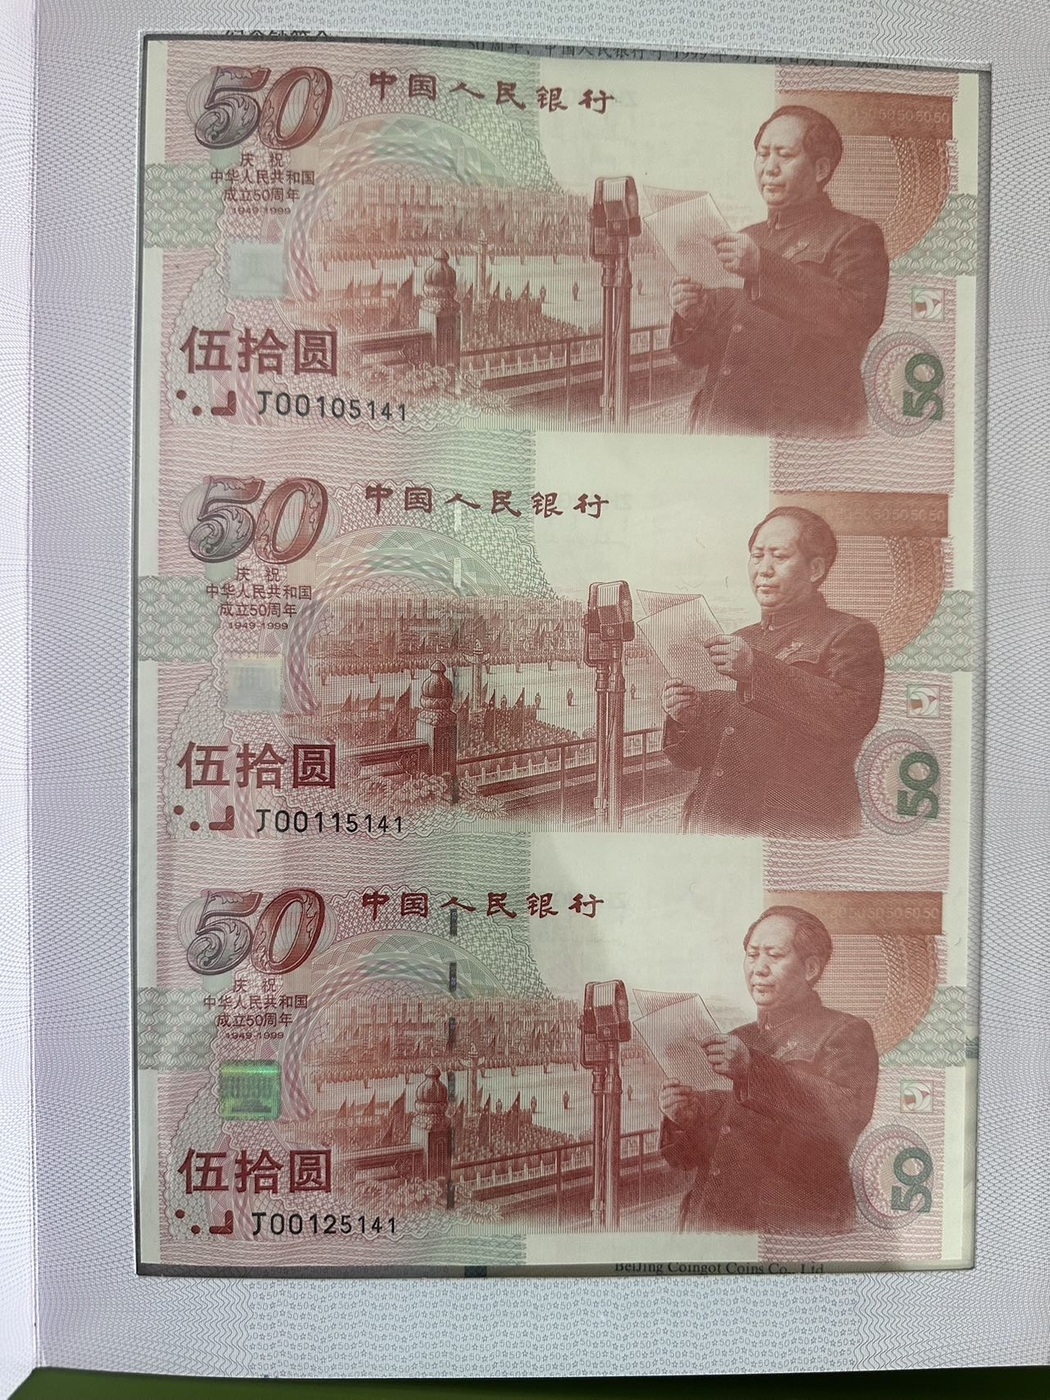 50
中国人民银行
庆祝
中华人民共和国
成立50周年
1949-1999
伍拾圆
J00105141
50
50
中国人民银行
庆祝
中华人民共和国
成立50周年
1949-1999
伍拾圆
J00115141
50
50
中国人民银行
庆祝
中华人民共和国
成立50周年
1949-1999
伍拾圆
J00125141
50
BeiJing Coingot Coins Co., Ltd